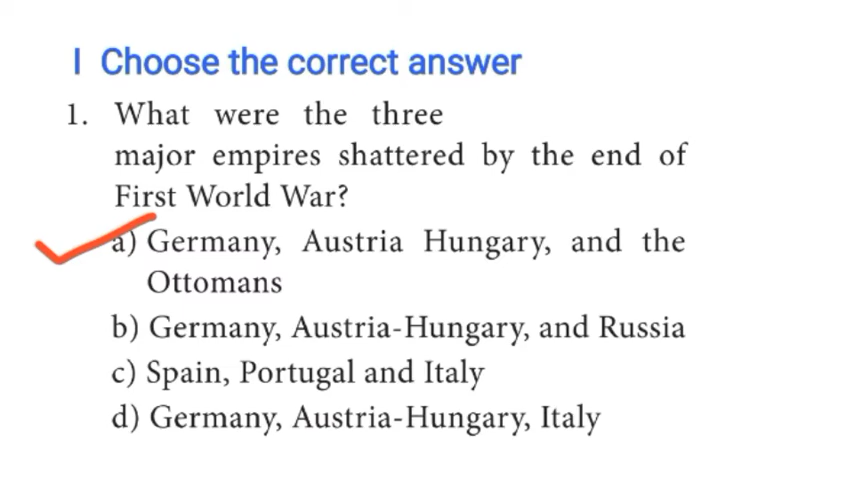 I Choose the correct answer
1. What were the three
major empires shattered by the end of
First World War?
a) Germany, Austria Hungary, and the
Ottomans
b) Germany, Austria-Hungary, and Russia
c) Spain, Portugal and Italy
d) Germany, Austria-Hungary, Italy